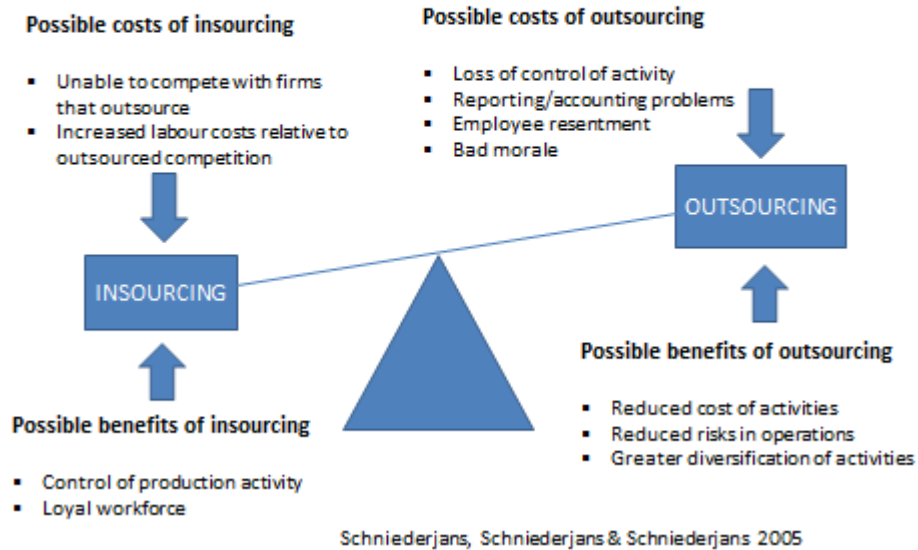 Possible costs of insourcing
▪ Unable to compete with firms
that outsource
▪ Increased labour costs relative to
outsourced competition
Possible costs of outsourcing
▪ Loss of control of activity
▪ Reporting/accounting problems
▪ Employee resentment
▪ Bad morale
INSOURCING
OUTSOURCING
Possible benefits of insourcing
▪ Control of production activity
▪ Loyal workforce
Possible benefits of outsourcing
▪ Reduced cost of activities
▪ Reduced risks in operations
▪ Greater diversification of activities
Schniederjans, Schniederjans & Schniederjans 2005